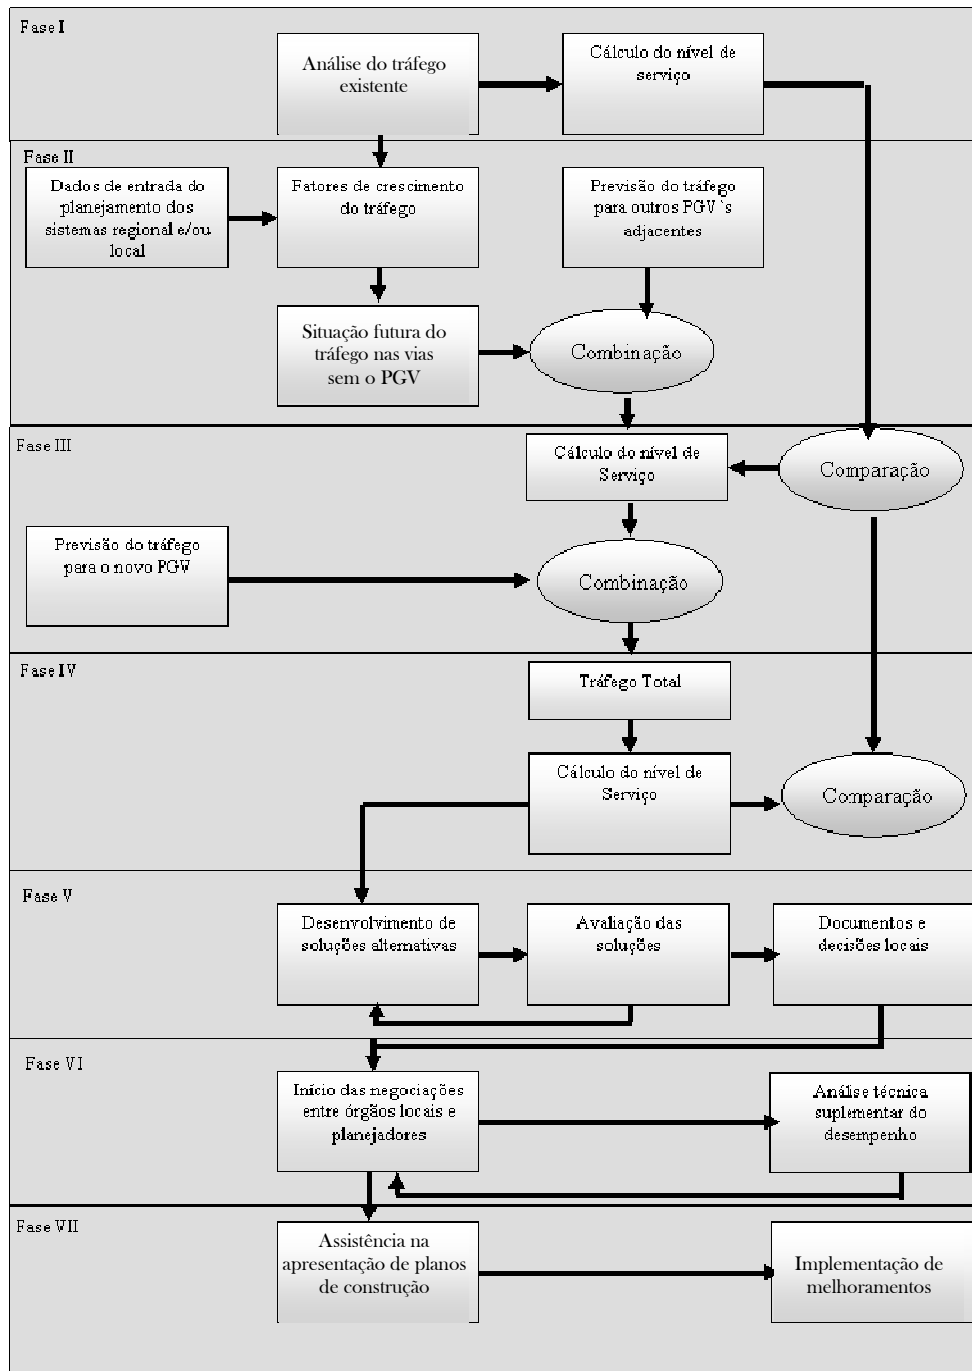 Fase I
Análise do tráfego
existente
Cálculo do nível de
serviço
Fase II
Dados de entrada do
planejamento dos
sistemas regional e/ou
local
Fatores de crescimento
do tráfego
Previsão do tráfego
para outros PGV`s
adjacentes
Situação futura do
tráfego nas vias
sem o PGV
Combinação
Fase III
Cálculo do nível de
Serviço
Comparação
Previsão do tráfego
para o novo PGV
Combinação
Fase IV
Tráfego Total
Cálculo do nível de
Serviço
Comparação
Fase V
Desenvolvimento de
soluções alternativas
Avaliação das
soluções
Documentos e
decisões locais
Fase VI
Início das negociações
entre órgãos locais e
planejadores
Análise técnica
suplementar do
desempenho
Fase VII
Assistência na
apresentação de planos
de construção
Implementação de
melhoramentos